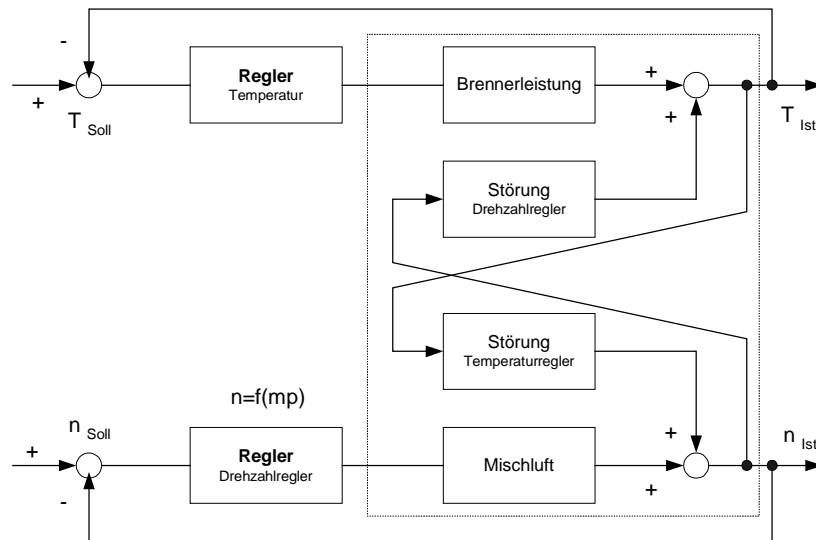 -
Regler
Temperatur
Brennerleistung
+
+
T Soll
+
T Ist
Störung
Drehzahlregler
Störung
Temperaturregler
n=f(mp)
n Soll
+
n Ist
+
Regler
Drehzahlregler
Mischluft
+
-